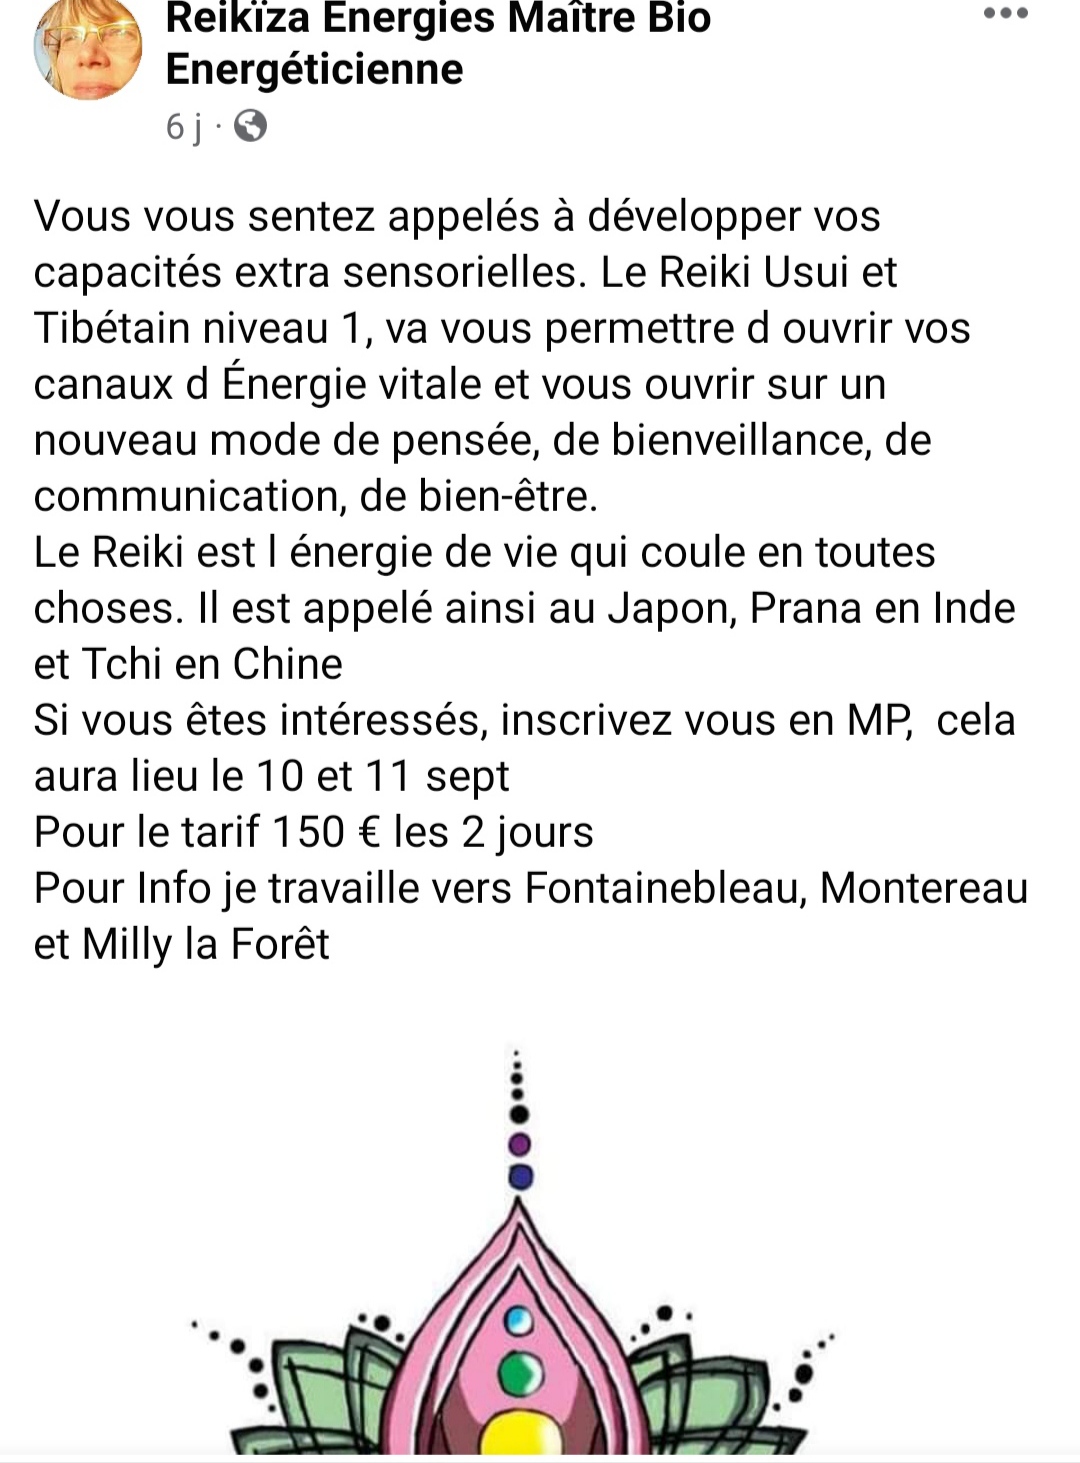 Reikïza Energies Maître Bio
Energéticienne
6 j ·
Vous vous sentez appelés à développer vos
capacités extra sensorielles. Le Reiki Usui et
Tibétain niveau 1, va vous permettre d ouvrir vos
canaux d Énergie vitale et vous ouvrir sur un
nouveau mode de pensée, de bienveillance, de
communication, de bien-être.
Le Reiki est l énergie de vie qui coule en toutes
choses. Il est appelé ainsi au Japon, Prana en Inde
et Tchi en Chine
Si vous êtes intéressés, inscrivez vous en MP,  cela
aura lieu le 10 et 11 sept
Pour le tarif 150 € les 2 jours
Pour Info je travaille vers Fontainebleau, Montereau
et Milly la Forêt